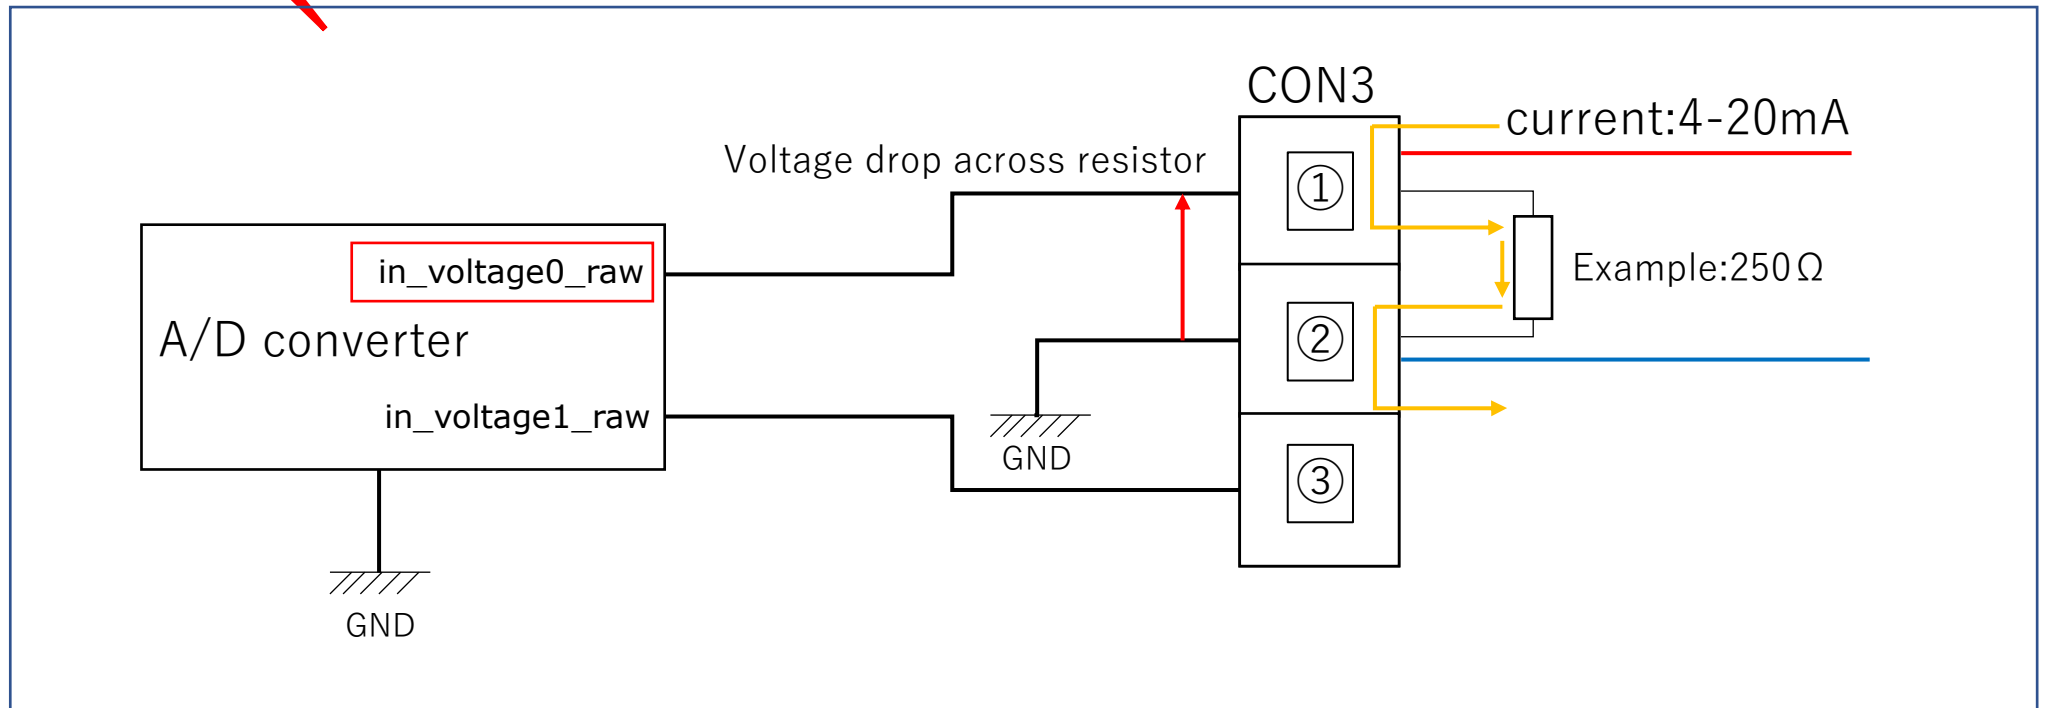 CON3
current:4-20mA
Voltage drop across resistor
①
in_voltage0_raw
Example:250Ω
A/D converter
②
in_voltage1_raw
GND
③
GND